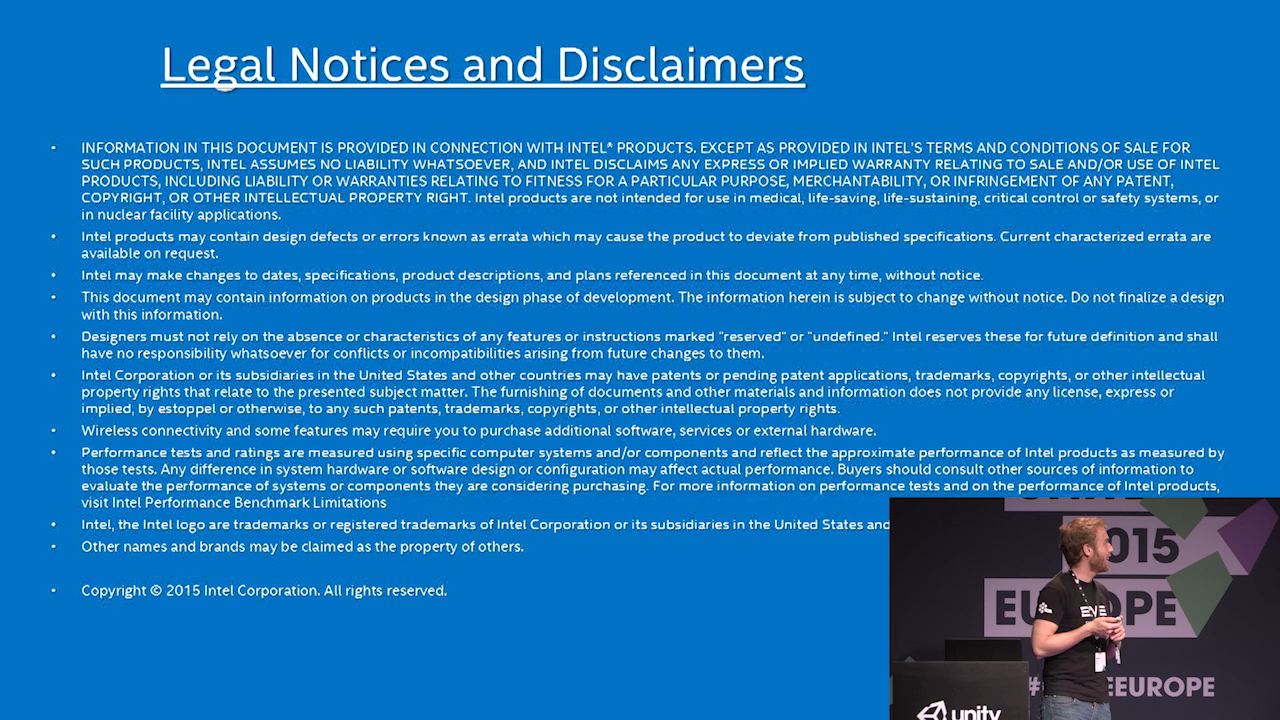 Legal Notices and Disclaimers
• INFORMATION IN THIS DOCUMENT IS PROVIDED IN CONNECTION WITH INTEL® PRODUCTS. EXCEPT AS PROVIDED IN INTEL'S TERMS AND CONDITIONS OF SALE FOR
SUCH PRODUCTS, INTEL ASSUMES NO LIABILITY WHATSOEVER, AND INTEL DISCLAIMS ANY EXPRESS OR IMPLIED WARRANTY RELATING TO SALE AND/OR USE OF INTEL
PRODUCTS, INCLUDING LIABILITY OR WARRANTIES RELATING TO FITNESS FOR A PARTICULAR PURPOSE, MERCHANTABILITY, OR INFRINGEMENT OF ANY PATENT,
COPYRIGHT, OR OTHER INTELLECTUAL PROPERTY RIGHT. Intel products are not intended for use in medical, life-saving, life-sustaining, critical control or safety systems, or
in nuclear facility applications.
• Intel products may contain design defects or errors known as errata which may cause the product to deviate from published specifications. Current characterized errata are
available on request.
• Intel may make changes to dates, specifications, product descriptions, and plans referenced in this document at any time, without notice.
• This document may contain information on products in the design phase of development. The information herein is subject to change without notice. Do not finalize a design
with this information.
• Designers must not rely on the absence or characteristics of any features or instructions marked "reserved" or "undefined." Intel reserves these for future definition and shall
have no responsibility whatsoever for conflicts or incompatibilities arising from future changes to them.
• Intel Corporation or its subsidiaries in the United States and other countries may have patents or pending patent applications, trademarks, copyrights, or other intellectual
property rights that relate to the presented subject matter. The furnishing of documents and other materials and information does not provide any license, express or
implied, by estoppel or otherwise, to any such patents, trademarks, copyrights, or other intellectual property rights.
• Wireless connectivity and some features may require you to purchase additional software, services or external hardware.
• Performance tests and ratings are measured using specific computer systems and/or components and reflect the approximate performance of Intel products as measured by
those tests. Any difference in system hardware or software design or configuration may affect actual performance. Buyers should consult other sources of information to
evaluate the performance of systems or components they are considering purchasing. For more information on performance tests and on the performance of Intel products,
visit Intel Performance Benchmark Limitations
• Intel, the Intel logo are trademarks or registered trademarks of Intel Corporation or its subsidiaries in the United States and
• Other names and brands may be claimed as the property of others.
• Copyright © 2015 Intel Corporation. All rights reserved.
unity